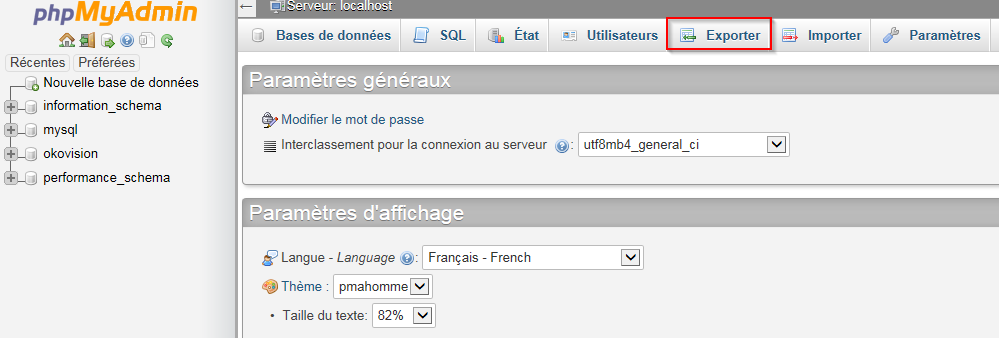 phpMyAdmin
Récentes Préférées
Nouvelle base de données
information_schema
mysql
okovision
performance_schema
Serveur: localhost
Bases de données SQL État Utilisateurs Exporter Importer Paramètres
Paramètres généraux
Modifier le mot de passe
Interclassement pour la connexion au serveur : utf8mb4_general_ci
Paramètres d'affichage
Langue - Language : Français - French
Thème : pmahomme
• Taille du texte: 82%